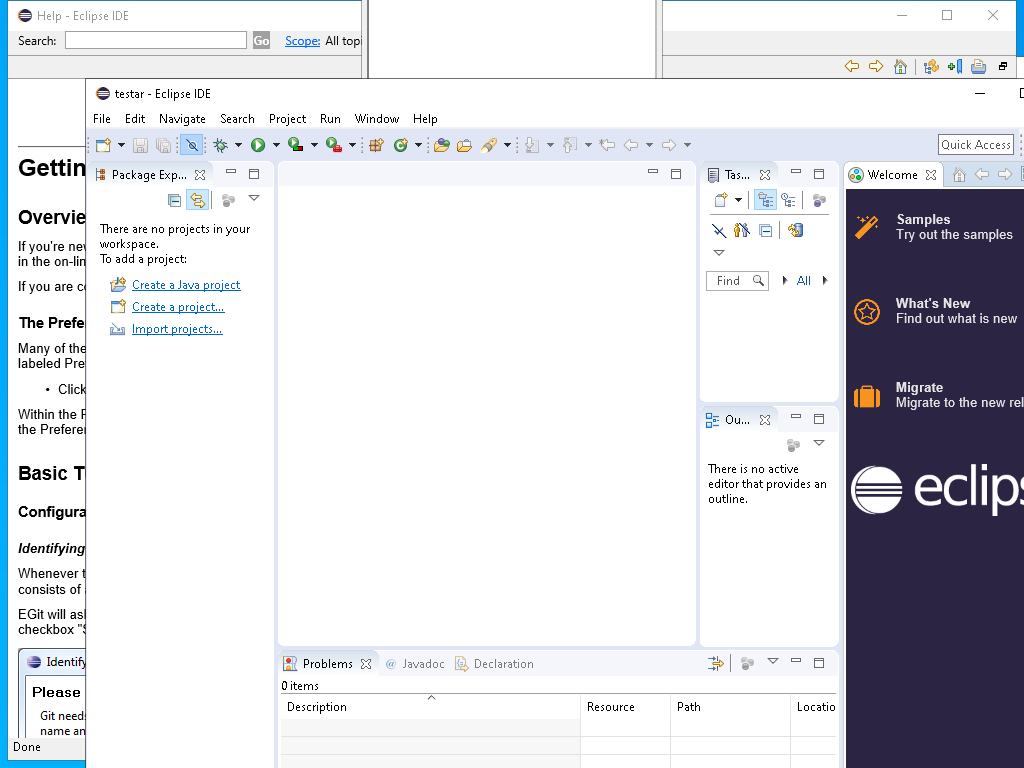 Help - Eclipse IDE
Search:
Go
Scope: All topi
testar - Eclipse IDE
File Edit Navigate Search Project Run Window Help
Quick Access
Package Exp...
There are no projects in your
workspace.
To add a project:
Create a Java project
Create a project...
Import projects...
Tas...
Find
All
Ou...
There is no active
editor that provides an
outline.
Welcome
Samples
Try out the samples
What's New
Find out what is new
Migrate
Migrate to the new rel
eclips
Problems
@ Javadoc
Declaration
0 items
Description Resource Path Locatio
Gettin
Overvie
If you're nev
in the on-lin
If you are co
The Prefer
Many of the
labeled Pre
• Click
Within the P
the Preferen
Basic T
Configura
Identifying
Whenever t
consists of
EGit will ask
checkbox "S
Identify
Please
Git needs
name an
Done